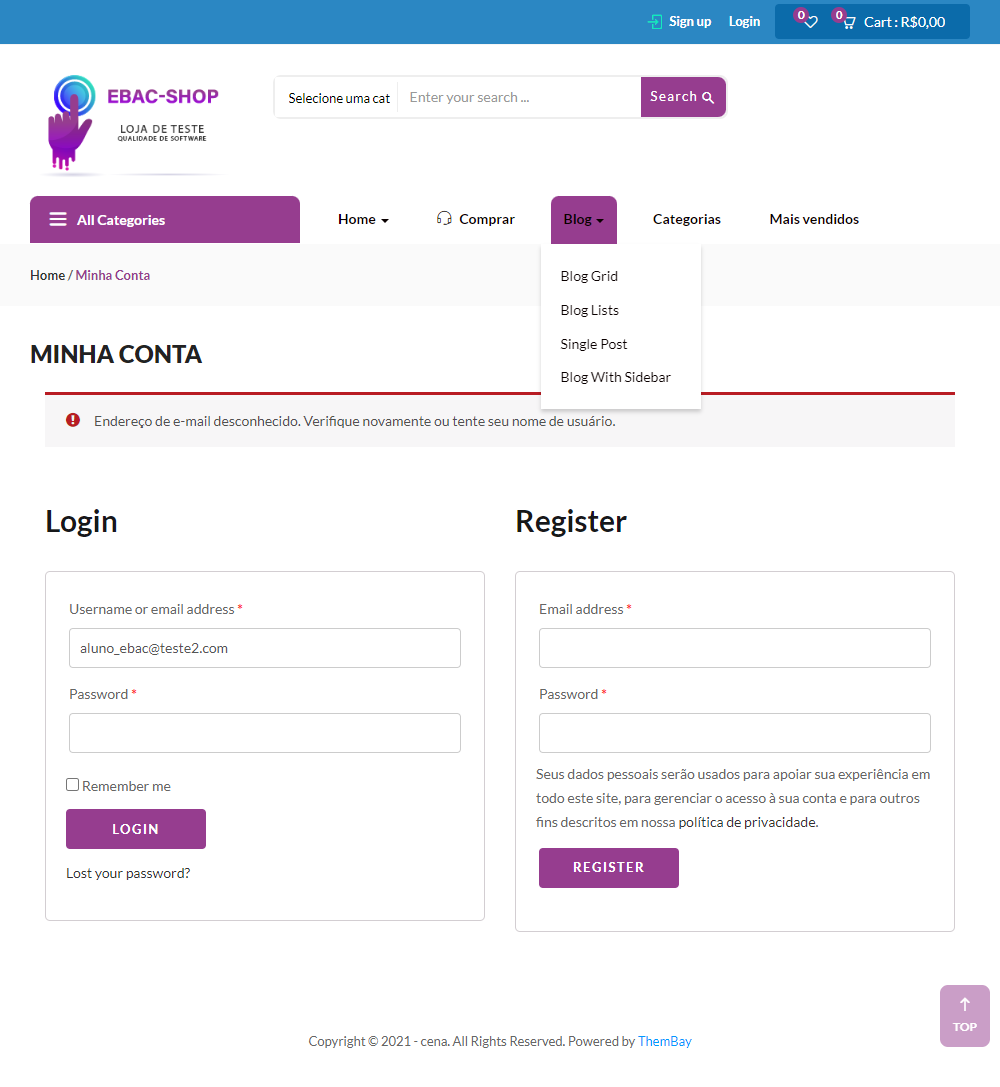 Sign up
Login
0
0
Cart : R$0,00
EBAC-SHOP
LOJA DE TESTE
QUALIDADE DE SOFTWARE
Selecione uma cat
Enter your search ...
Search
All Categories
Home
Comprar
Blog
Categorias
Mais vendidos
Home / Minha Conta
Blog Grid
Blog Lists
Single Post
Blog With Sidebar
MINHA CONTA
Endereço de e-mail desconhecido. Verifique novamente ou tente seu nome de usuário.
Login
Username or email address *
aluno_ebac@teste2.com
Password *
Remember me
LOGIN
Lost your password?
Register
Email address *
Password *
Seus dados pessoais serão usados para apoiar sua experiência em
todo este site, para gerenciar o acesso à sua conta e para outros
fins descritos em nossa política de privacidade.
REGISTER
TOP
Copyright © 2021 - cena. All Rights Reserved. Powered by ThemBay